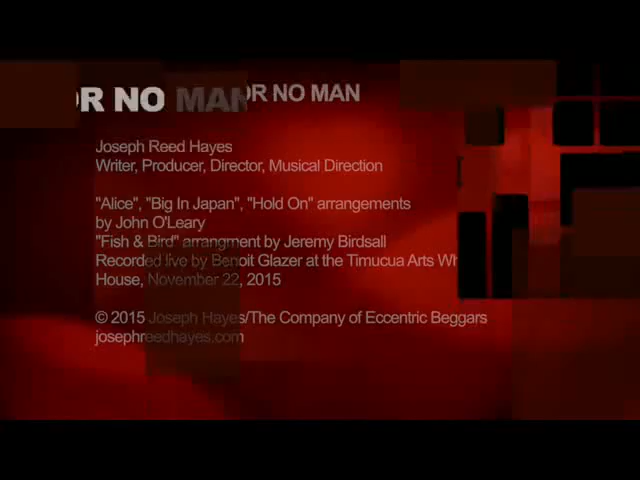 OR NO MAN
OR NO MAN
Joseph Reed Hayes
Writer, Producer, Director, Musical Direction
"Alice", "Big In Japan", "Hold On" arrangements
by John O'Leary
"Fish & Bird" arrangment by Jeremy Birdsall
Recorded live by Benoit Glazer at the Timucua Arts Wh
House, November 22, 2015
© 2015 Joseph Hayes/The Company of Eccentric Beggars
josephreedhayes.com